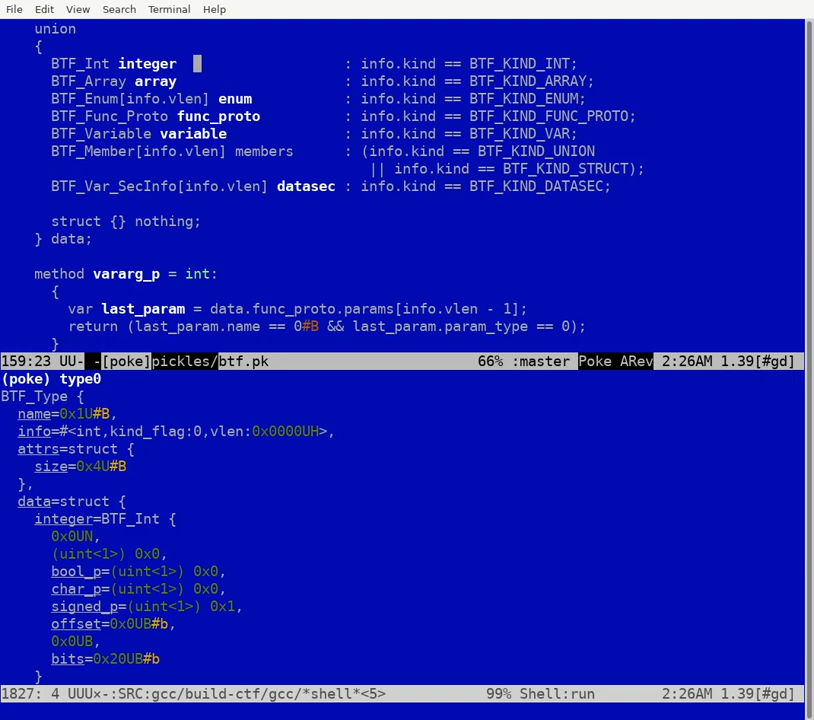 File Edit View Search Terminal Help
union
{
BTF_Int integer : info.kind == BTF_KIND_INT;
BTF_Array array : info.kind == BTF_KIND_ARRAY;
BTF_Enum[info.vlen] enum : info.kind == BTF_KIND_ENUM;
BTF_Func_Proto func_proto : info.kind == BTF_KIND_FUNC_PROTO;
BTF_Variable variable : info.kind == BTF_KIND_VAR;
BTF_Member[info.vlen] members : (info.kind == BTF_KIND_UNION
|| info.kind == BTF_KIND_STRUCT);
BTF_Var_SecInfo[info.vlen] datasec : info.kind == BTF_KIND_DATASEC;
struct {} nothing;
} data;
method vararg_p = int:
{
var last_param = data.func_proto.params[info.vlen - 1];
return (last_param.name == 0#B && last_param.param_type == 0);
}
159:23 UU- -[poke]pickles/btf.pk 66% :master Poke ARev 2:26AM 1.39[#gd]
(poke) type0
BTF_Type {
name=0x1U#B,
info=#<int,kind_flag:0,vlen:0x0000UH>,
attrs=struct {
size=0x4U#B
},
data=struct {
integer=BTF_Int {
0x0UN,
(uint<1>) 0x0,
bool_p=(uint<1>) 0x0,
char_p=(uint<1>) 0x0,
signed_p=(uint<1>) 0x1,
offset=0x0UB#b,
0x0UB,
bits=0x20UB#b
}
1827: 4 UUU×-:SRC:gcc/build-ctf/gcc/*shell*<5> 99% Shell:run 2:26AM 1.39[#gd]